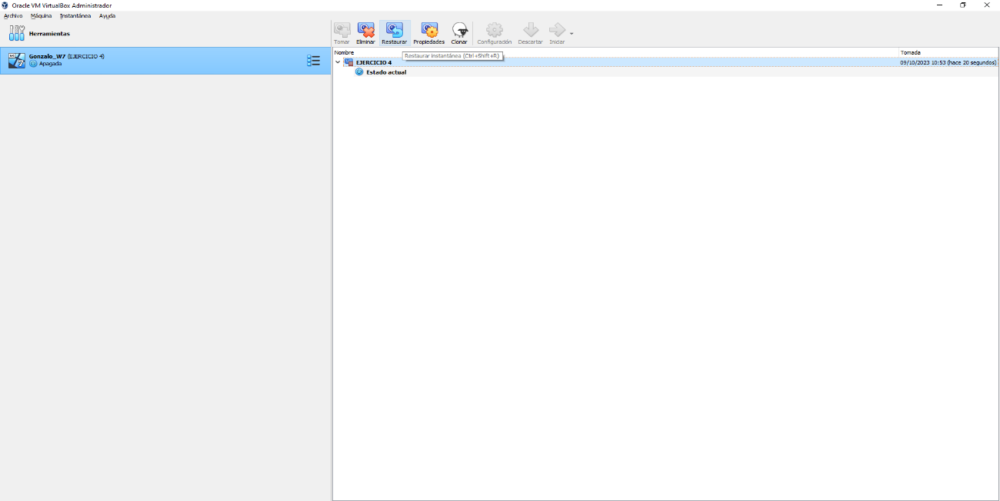 Oracle VM VirtualBox Administrador
Archivo Máquina Instantánea Ayuda
Herramientas
Tomar Eliminar Restaurar Propiedades Clonar Configuración Descartar Iniciar
Gonzalo_W7 (EJERCICIO 4)
Apagada
Nombre Tomada
Restaurar instantánea (Ctrl+Shift+R)
EJERCICIO 4 09/10/2023 10:53 (hace 20 segundos)
Estado actual